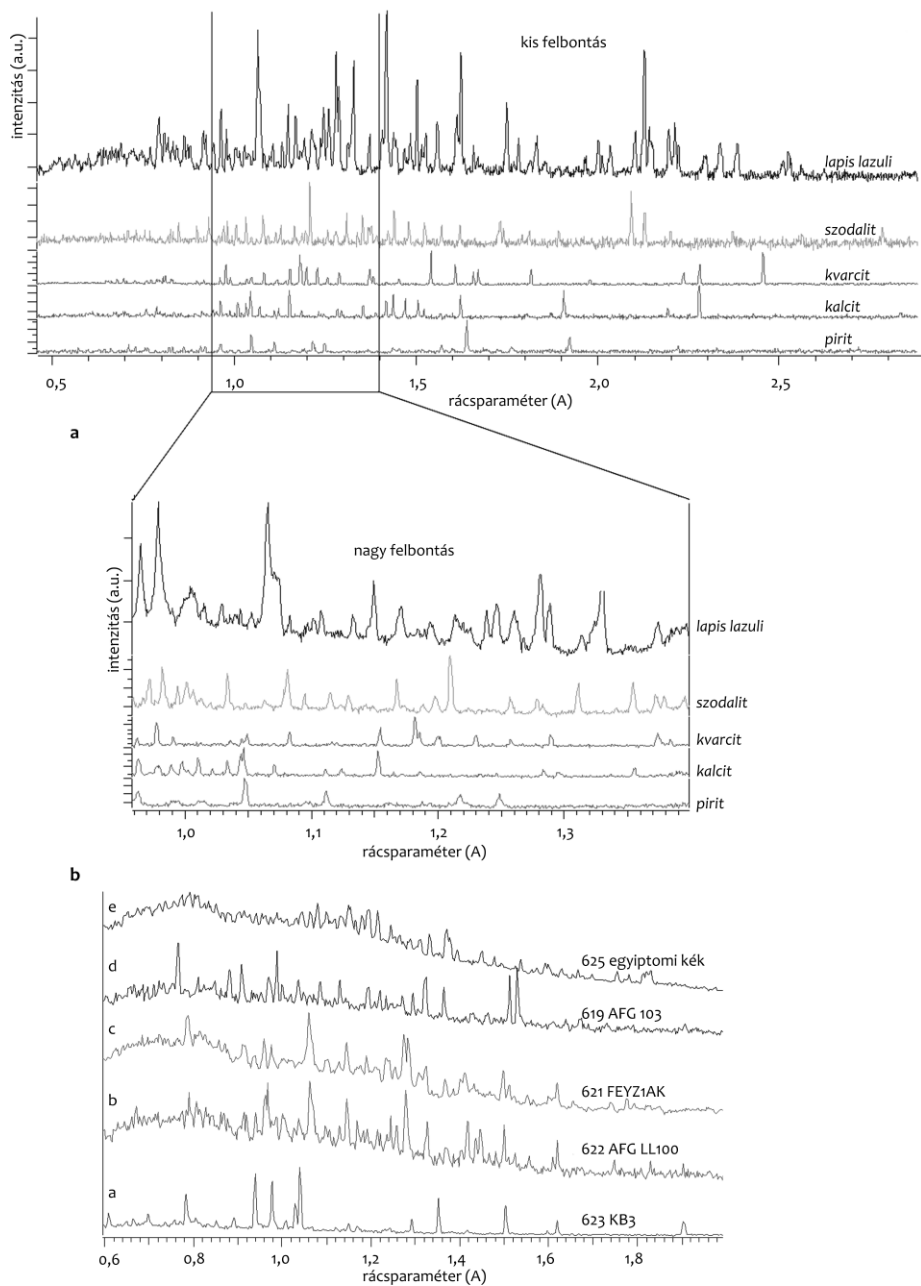 kis felbontás
intenzitás (a.u.)
lapis lazuli
szodalit
kvarcit
kalcit
pirit
0,5 1,0 1,5 2,0 2,5
rácsparaméter (A)
a
nagy felbontás
intenzitás (a.u.)
lapis lazuli
szodalit
kvarcit
kalcit
pirit
1,0 1,1 1,2 1,3
rácsparaméter (A)
b
e
625 egyiptomi kék
d
619 AFG 103
c
621 FEYZ1AK
b
622 AFG LL100
a
623 KB3
0,6 0,8 1,0 1,2 1,4 1,6 1,8
rácsparaméter (A)